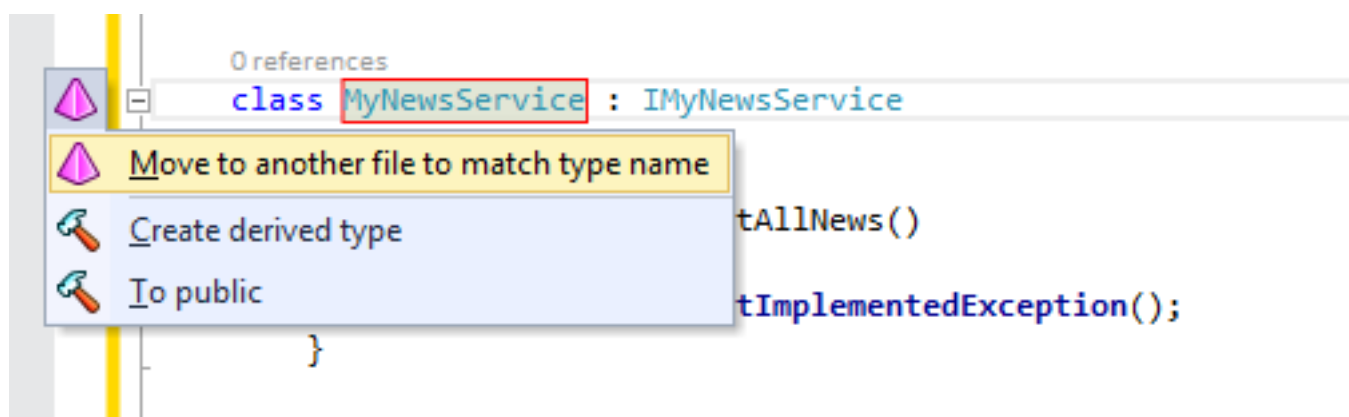 0 references
class MyNewsService : IMyNewsService
Move to another file to match type name
tAllNews()
Create derived type
To public
tImplementedException();
}